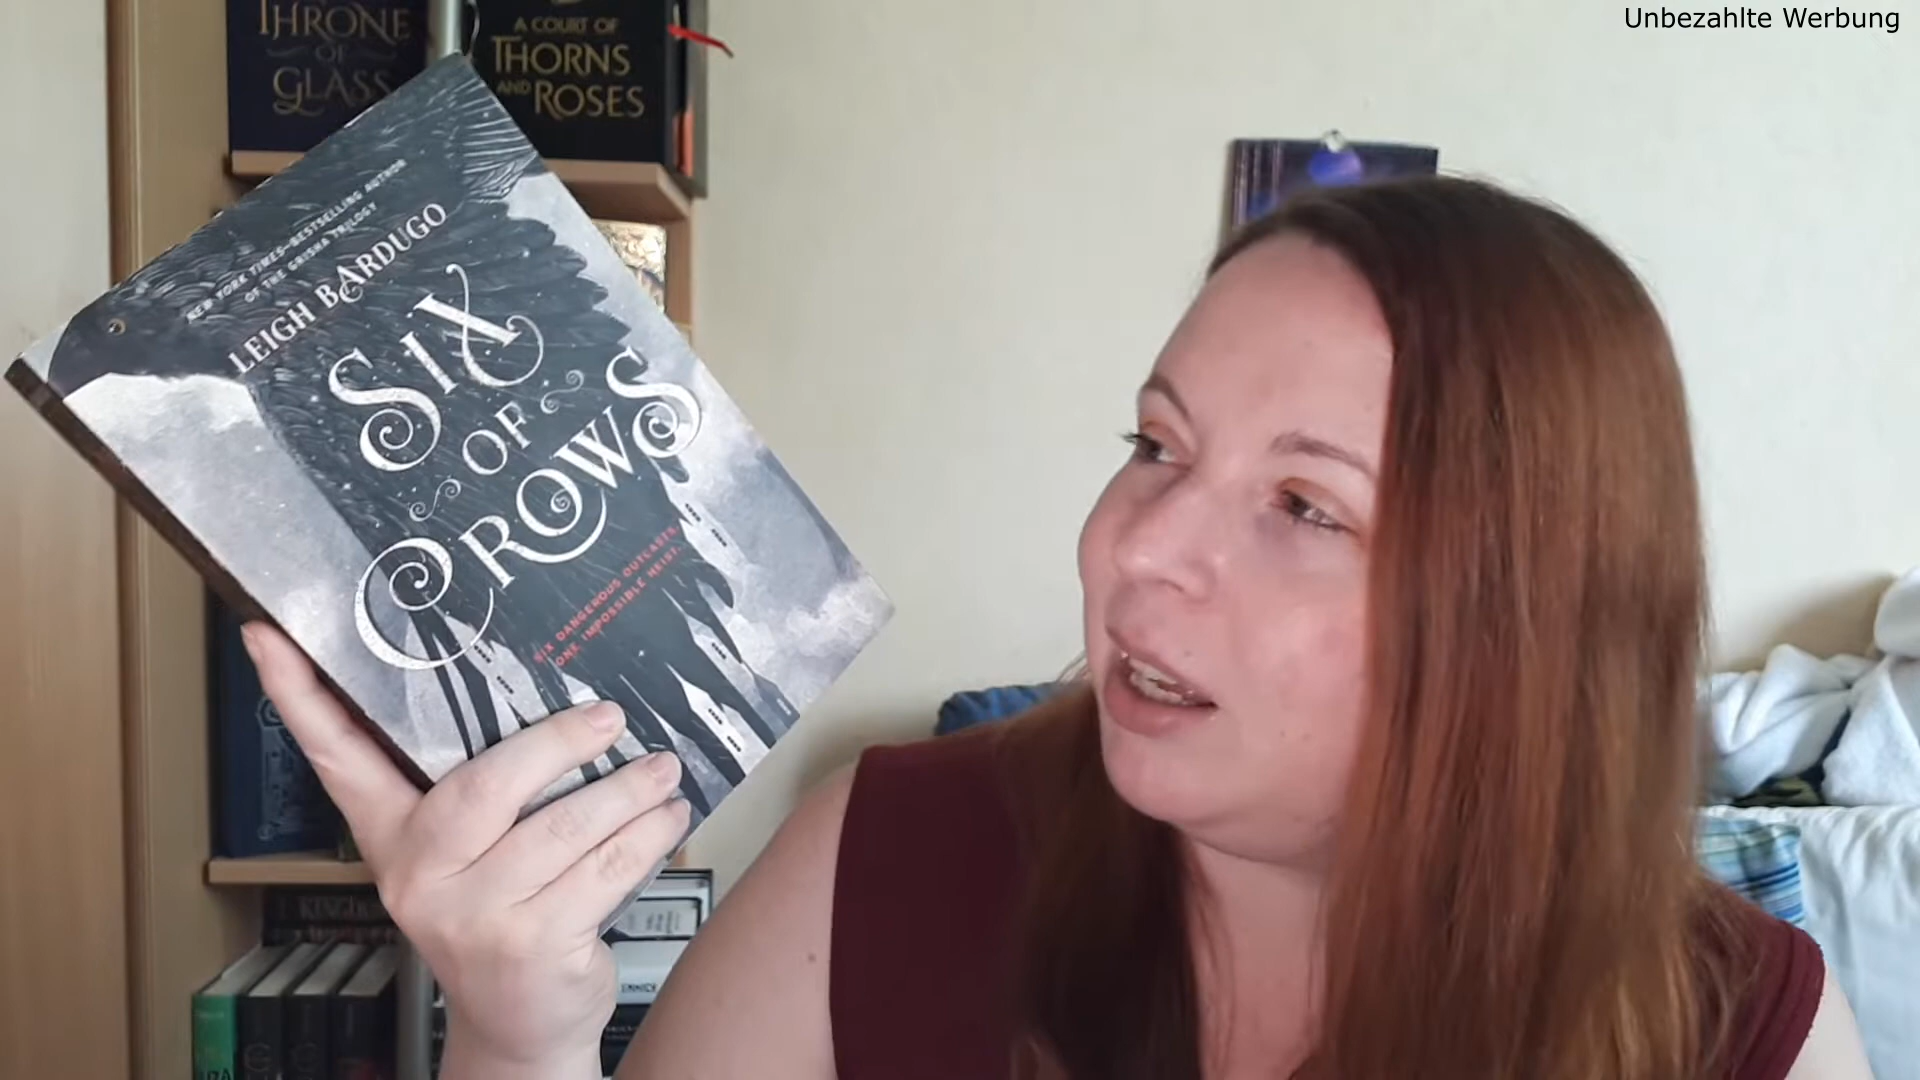 Unbezahlte Werbung
THRONE
OF
GLASS
A COURT OF
THORNS
AND
ROSES
NEW YORK TIMES-BESTSELLING AUTHOR
OF THE GRISHA TRILOGY
LEIGH BARDUGO
SIX
OF
CROWS
SIX DANGEROUS OUTCASTS.
ONE IMPOSSIBLE HEIST.